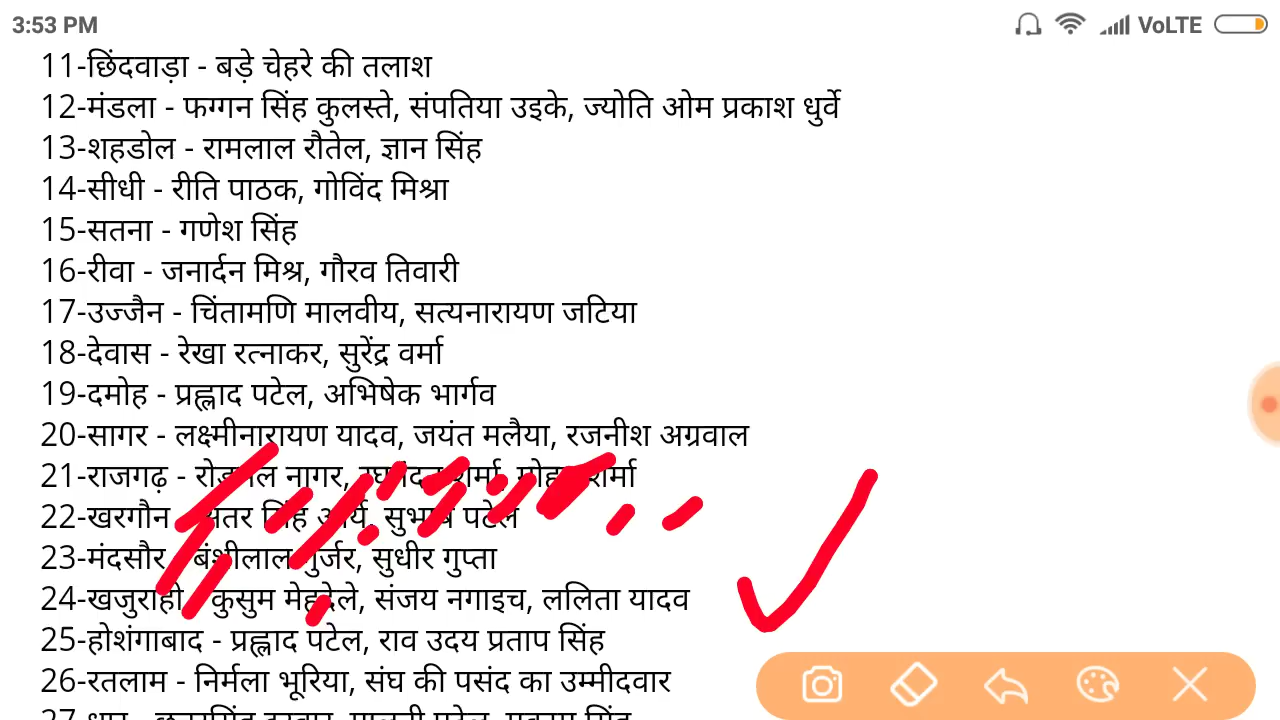 3:53 PM VoLTE
11-छिंदवाड़ा - बड़े चेहरे की तलाश
12-मंडला - फग्गन सिंह कुलस्ते, संपतिया उइके, ज्योति ओम प्रकाश धुर्वे
13-शहडोल - रामलाल रौतेल, ज्ञान सिंह
14-सीधी - रीति पाठक, गोविंद मिश्रा
15-सतना - गणेश सिंह
16-रीवा - जनार्दन मिश्र, गौरव तिवारी
17-उज्जैन - चिंतामणि मालवीय, सत्यनारायण जटिया
18-देवास - रेखा रत्नाकर, सुरेंद्र वर्मा
19-दमोह - प्रह्लाद पटेल, अभिषेक भार्गव
20-सागर - लक्ष्मीनारायण यादव, जयंत मलैया, रजनीश अग्रवाल
21-राजगढ़ - नागर, शर्मा, शर्मा
22-खरगौन सिंह आर्य, सुभाष पटेल
23-मंदसौर - बंशीलाल गुर्जर, सुधीर गुप्ता
24-खजुराहो - कुसुम मेहदेले, संजय नगाइच, ललिता यादव
25-होशंगाबाद - प्रह्लाद पटेल, राव उदय प्रताप सिंह
26-रतलाम - निर्मला भूरिया, संघ की पसंद का उम्मीदवार